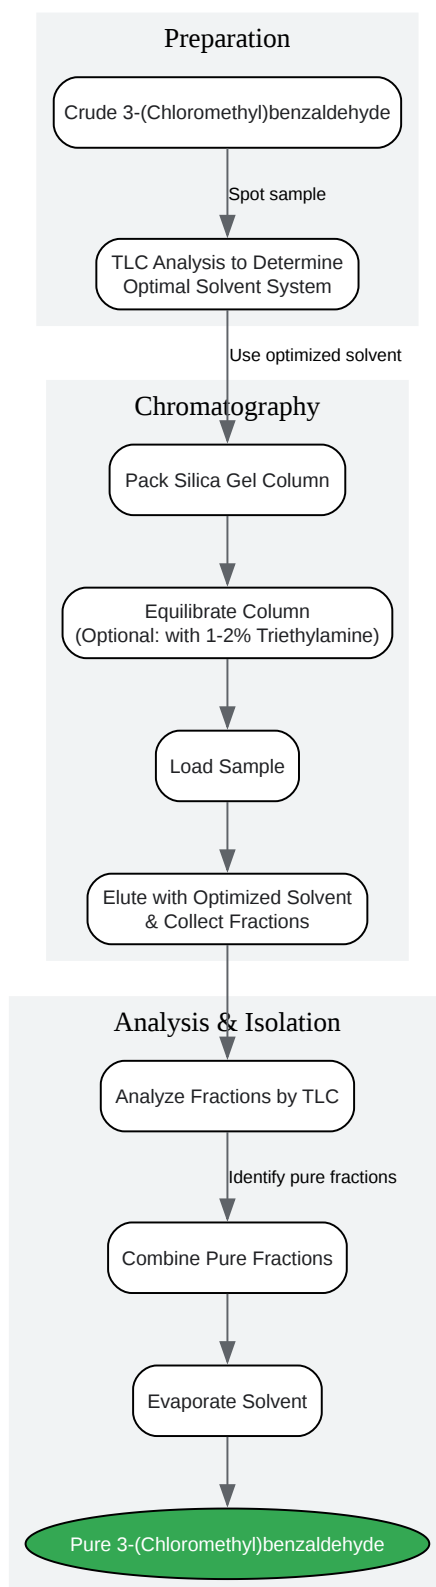 Preparation
Crude 3-(Chloromethyl)benzaldehyde
Spot sample
TLC Analysis to Determine
Optimal Solvent System
Use optimized solvent
Chromatography
Pack Silica Gel Column
Equilibrate Column
(Optional: with 1-2% Triethylamine)
Load Sample
Elute with Optimized Solvent
& Collect Fractions
Analysis & Isolation
Analyze Fractions by TLC
Identify pure fractions
Combine Pure Fractions
Evaporate Solvent
Pure 3-(Chloromethyl)benzaldehyde